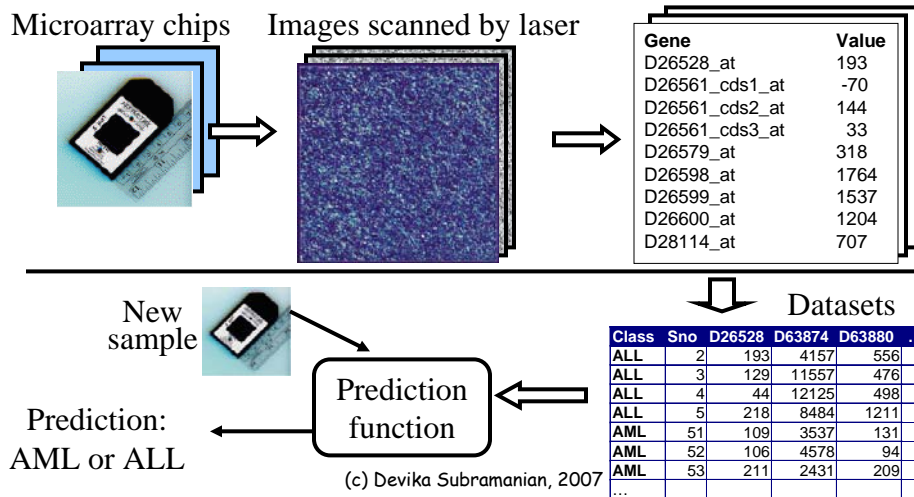 Microarray chips
Images scanned by laser
Gene Value
D26528_at 193
D26561_cds1_at -70
D26561_cds2_at 144
D26561_cds3_at 33
D26579_at 318
D26598_at 1764
D26599_at 1537
D26600_at 1204
D28114_at 707
Datasets
New
sample
Class Sno D26528 D63874 D63880 .
ALL 2 193 4157 556
ALL 3 129 11557 476
ALL 4 44 12125 498
ALL 5 218 8484 1211
AML 51 109 3537 131
AML 52 106 4578 94
AML 53 211 2431 209
...
Prediction
function
Prediction:
AML or ALL
(c) Devika Subramanian, 2007